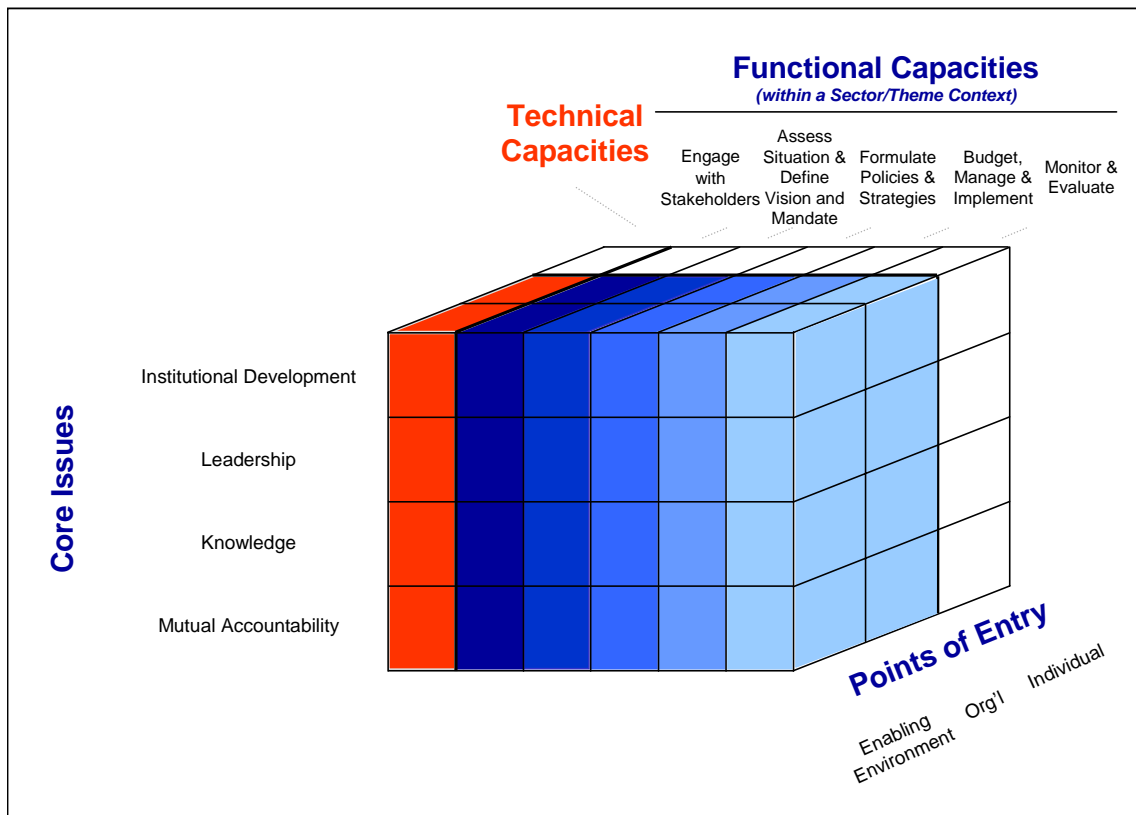 Functional Capacities
(within a Sector/Theme Context)
Technical
Capacities
Engage
with
Stakeholders
Assess
Situation &
Define
Vision and
Mandate
Formulate
Policies &
Strategies
Budget,
Manage &
Implement
Monitor &
Evaluate
Core Issues
Institutional Development
Leadership
Knowledge
Mutual Accountability
Points of Entry
Enabling
Environment
Org'l
Individual